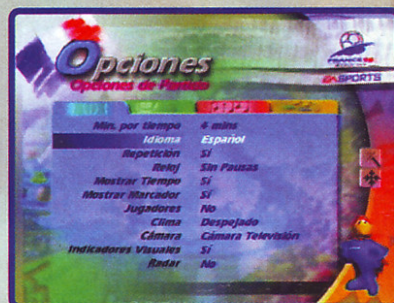 Opciones
Opciones de Partido
FRANCE 98
EA SPORTS
Min. por tiempo 4 mins
Idioma Español
Repetición Sí
Reloj Sin Pausas
Mostrar Tiempo Sí
Mostrar Marcador Sí
Jugadores No
Clima Despejado
Cámara Cámara Televisión
Indicadores Visuales Sí
Radar No